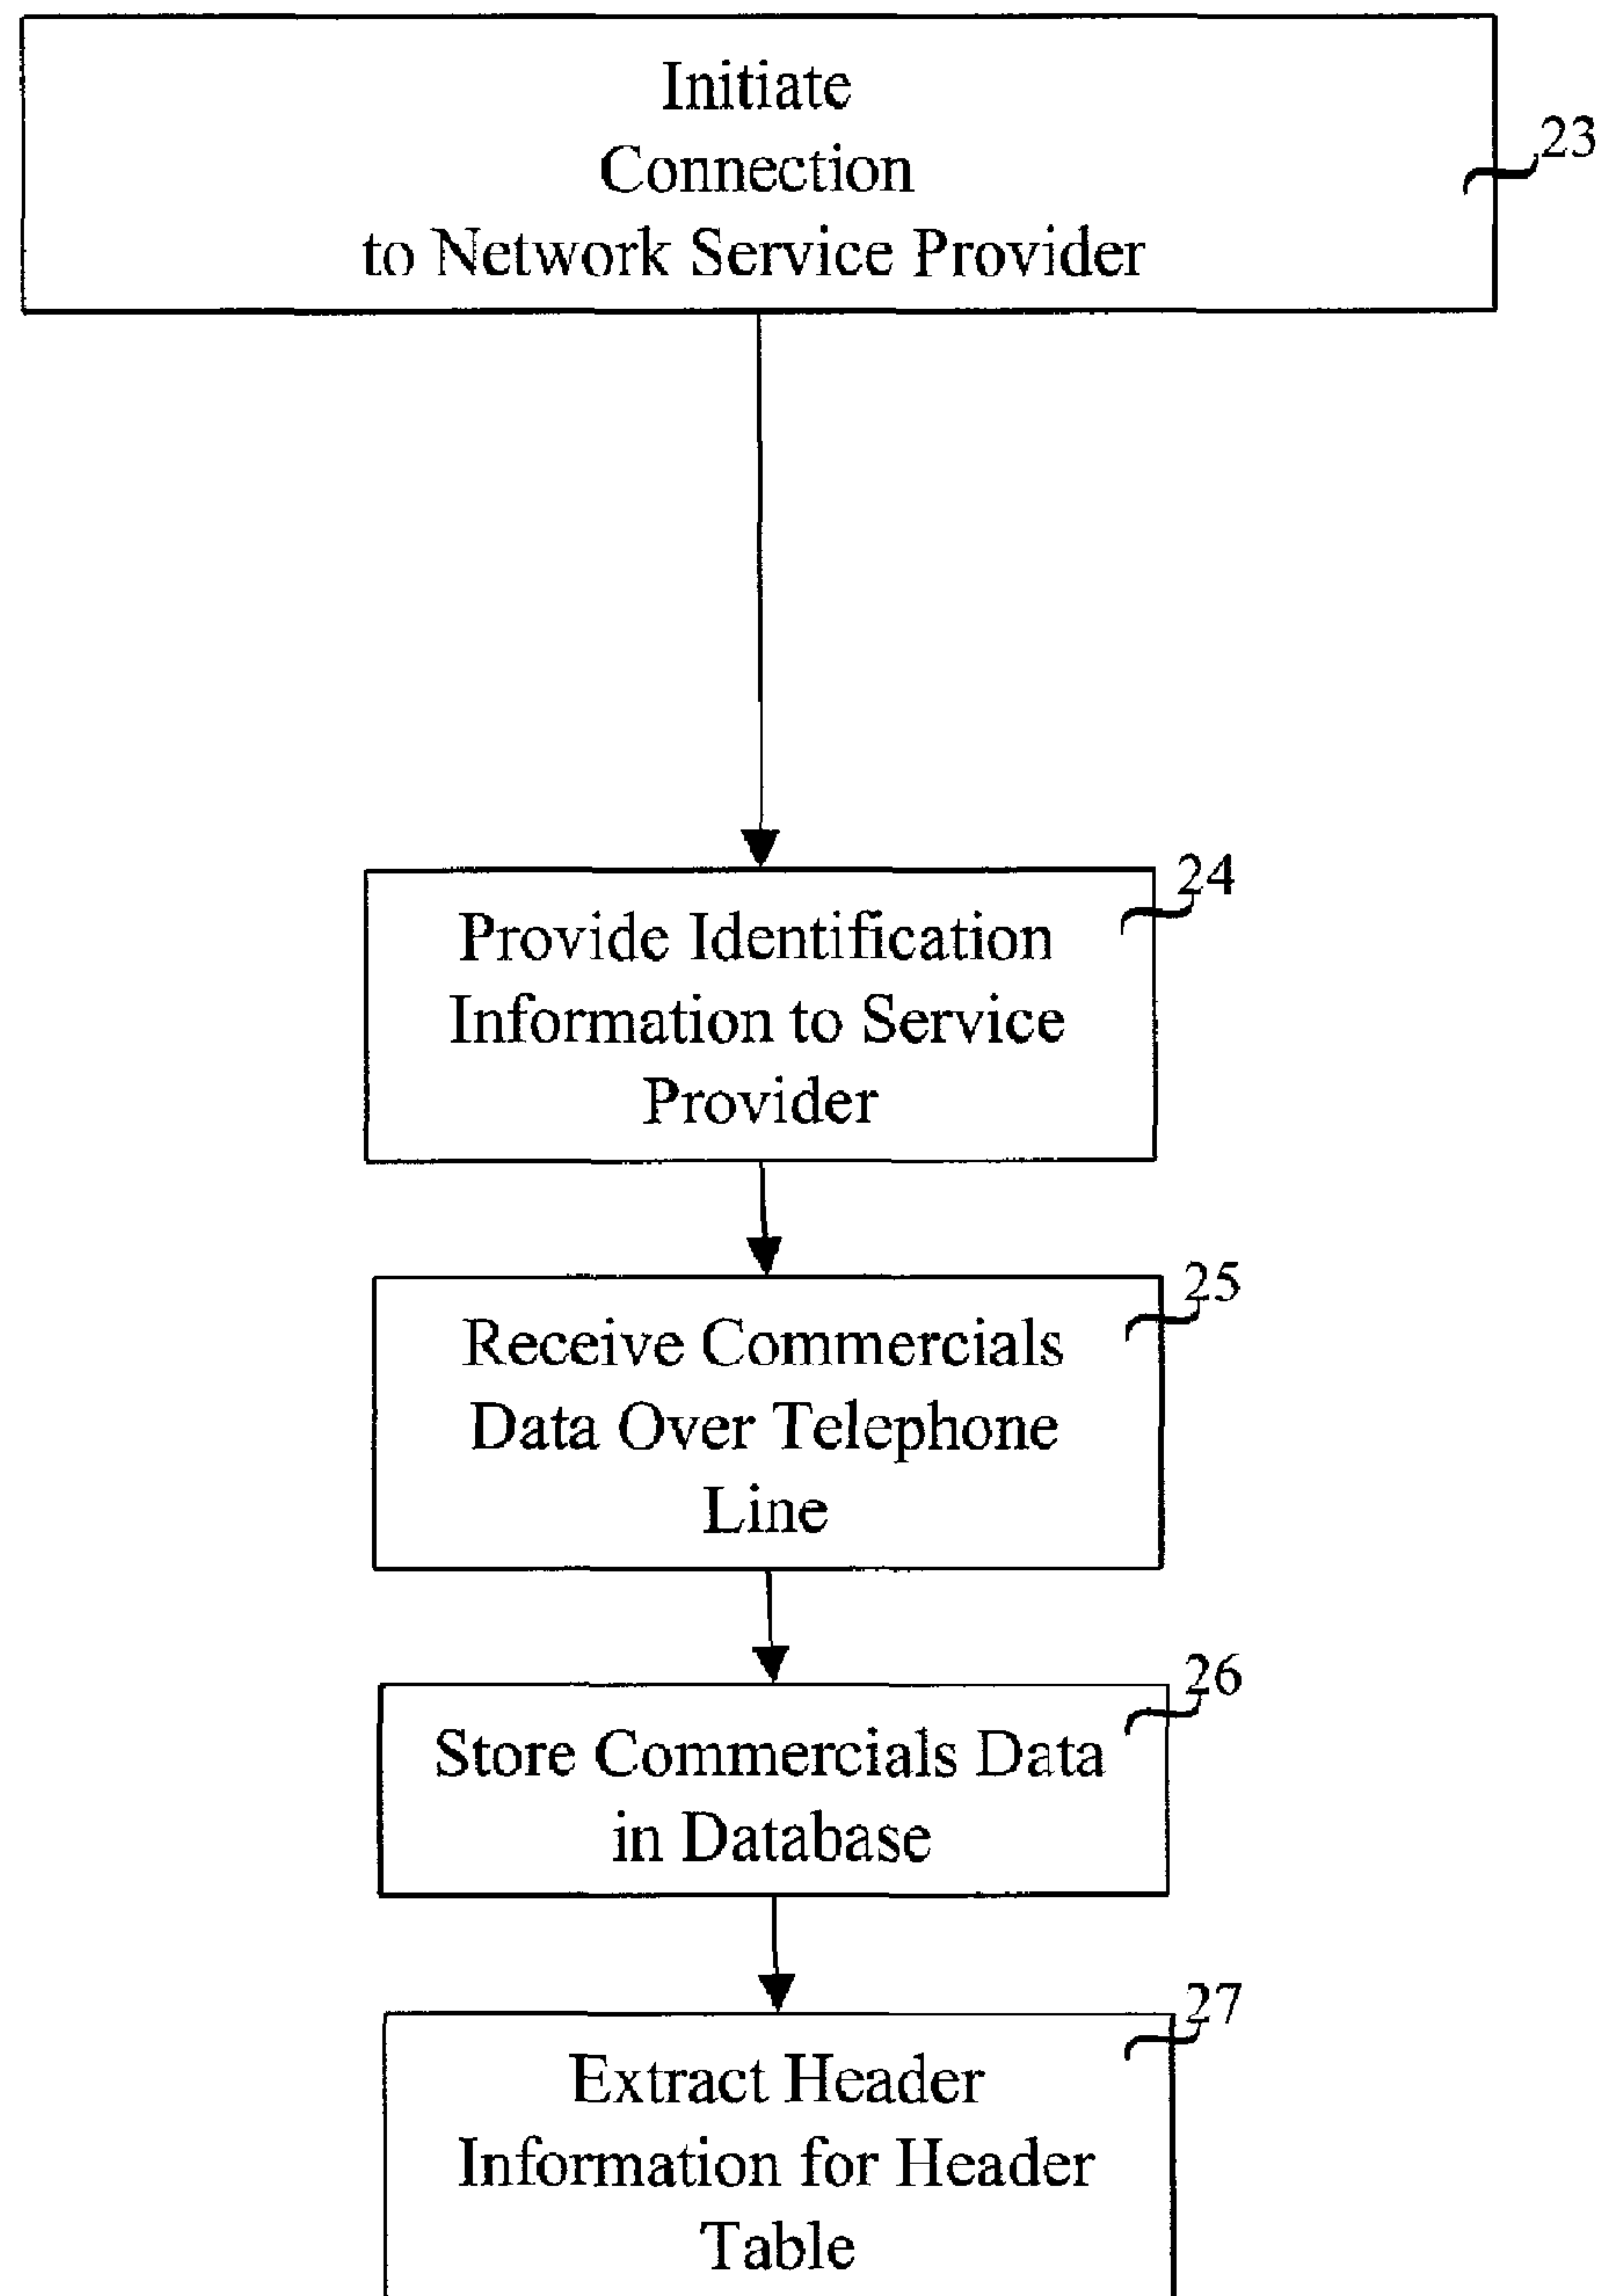 Initiate
Connection
to Network Service Provider
23
24
Provide Identification
Information to Service
Provider
25
Receive Commercials
Data Over Telephone
Line
26
Store Commercials Data
in Database
27
Extract Header
Information for Header
Table